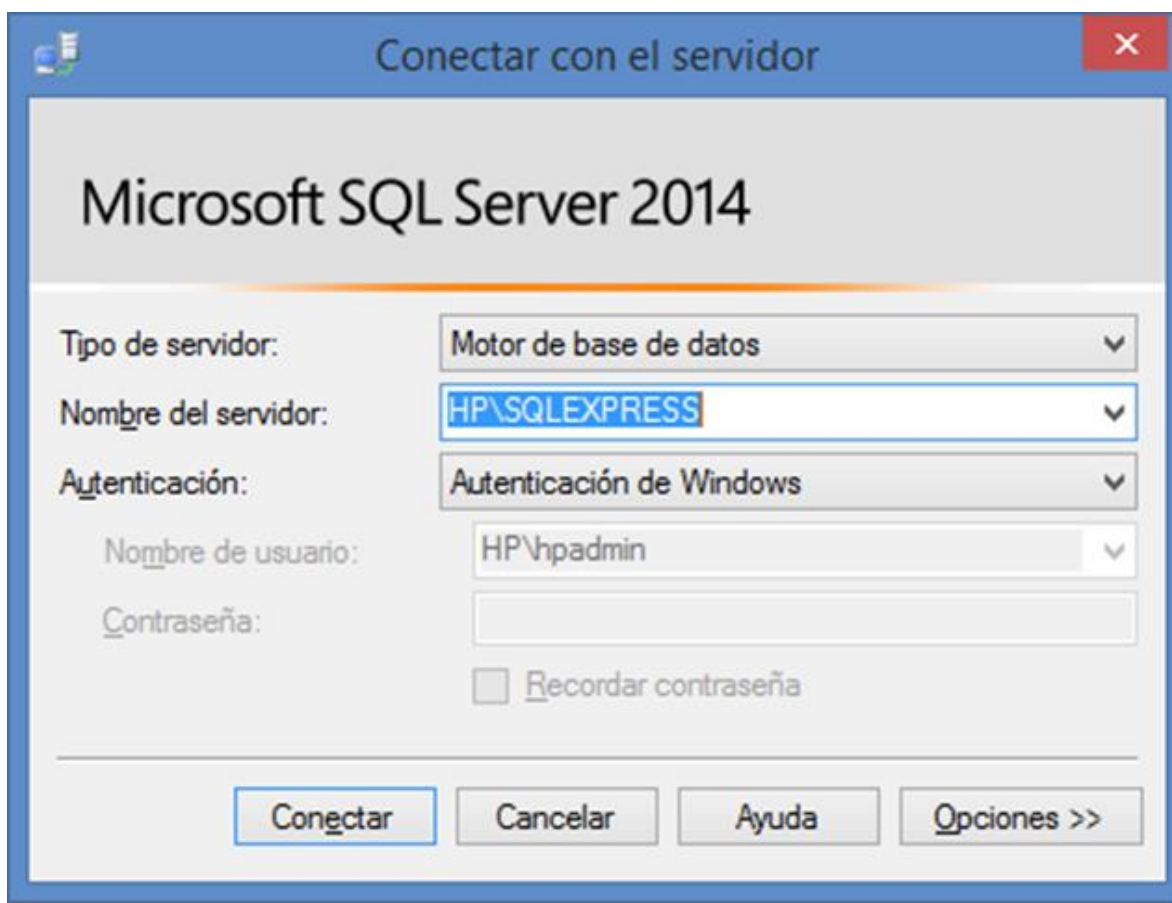 Conectar con el servidor
Microsoft SQL Server 2014
Tipo de servidor: Motor de base de datos
Nombre del servidor: HP\SQLEXPRESS
Autenticación: Autenticación de Windows
Nombre de usuario: HP\hpadmin
Contraseña:
Recordar contraseña
Conectar Cancelar Ayuda Opciones >>